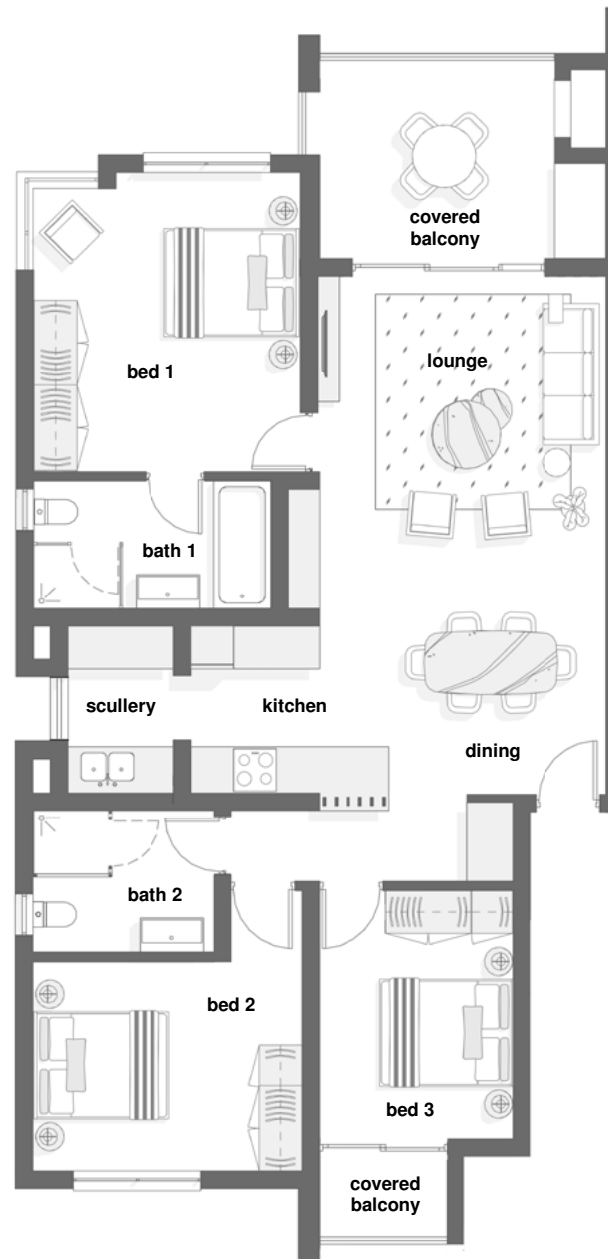 covered
balcony
lounge
bed 1
bath 1
scullery
kitchen
dining
bath 2
bed 2
bed 3
covered
balcony